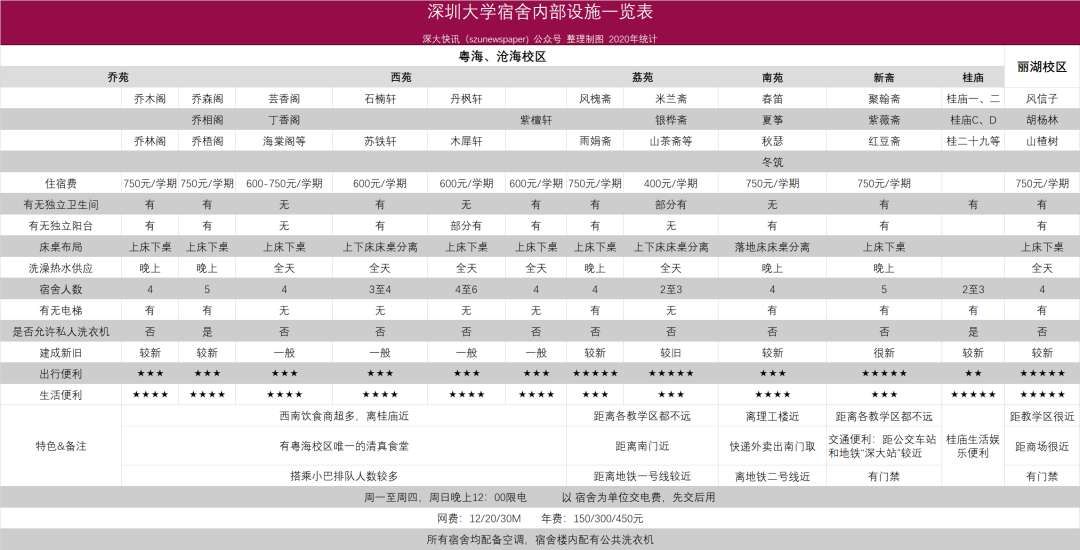 深圳大学宿舍内部设施一览表
深大快讯（szunewspaper）公众号 整理制图 2020年统计
粤海、沧海校区 丽湖校区
乔苑 西苑 荔苑 南苑 新斋 桂庙
乔木阁 乔森阁 芸香阁 石楠轩 丹枫轩 风槐斋 米兰斋 春笛 聚翰斋 桂庙一、二 风信子
乔相阁 丁香阁 紫檀轩 银桦斋 夏筝 紫薇斋 桂庙C、D 胡杨林
乔林阁 乔梧阁 海棠阁等 苏铁轩 木犀轩 雨娟斋 山茶斋等 秋瑟 红豆斋 桂二十九等 山楂树
冬筑
住宿费 750元/学期 750元/学期 600-750元/学期 600元/学期 600元/学期 600元/学期 750元/学期 400元/学期 750元/学期 750元/学期 750元/学期
有无独立卫生间 有 有 无 有 无 有 有 部分有 无 有 有 有
有无独立阳台 有 有 无 有 部分有 有 有 无 有 有 有
床桌布局 上床下桌 上床下桌 上床下桌 上下床床桌分离 上床下桌 上床下桌 上床下桌 上下床床桌分离 落地床床桌分离 上床下桌 上床下桌
洗澡热水供应 晚上 晚上 全天 全天 全天 全天 晚上 全天 晚上 晚上 全天
宿舍人数 4 5 4 3至4 4至6 4 4 2至3 4 5 2至3 4
有无电梯 有 有 无 无 无 无 有 无 有 有 有 有
是否允许私人洗衣机 否 是 否 否 否 否 否 否 否 否 是 否
建成新旧 较新 较新 一般 一般 一般 一般 较新 较旧 较新 很新 较新 较新
出行便利 ★★★ ★★★ ★★★ ★★★ ★★★ ★★★ ★★★★★ ★★★★★ ★★★ ★★★★★ ★★ ★★★★★
生活便利 ★★★★ ★★★★ ★★★★ ★★★★ ★★★★ ★★★★ ★★★ ★★★ ★★★★ ★★★ ★★★★★ ★★★★★
西南饮食商超多，离桂庙近 距离各教学区都不远 离理工楼近 距离各教学区都不远 距教学区很近
特色&备注 有粤海校区唯一的清真食堂 距离南门近 快递外卖出南门取 交通便利：距公交车站 桂庙生活娱 距商场很近
和地铁“深大站”较近 乐便利
搭乘小巴排队人数较多 距离地铁一号线较近 离地铁二号线近 有门禁 有门禁
周一至周四，周日晚上12：00限电 以 宿舍为单位交电费，先交后用
网费：12/20/30M 年费：150/300/450元
所有宿舍均配备空调，宿舍楼内配有公共洗衣机